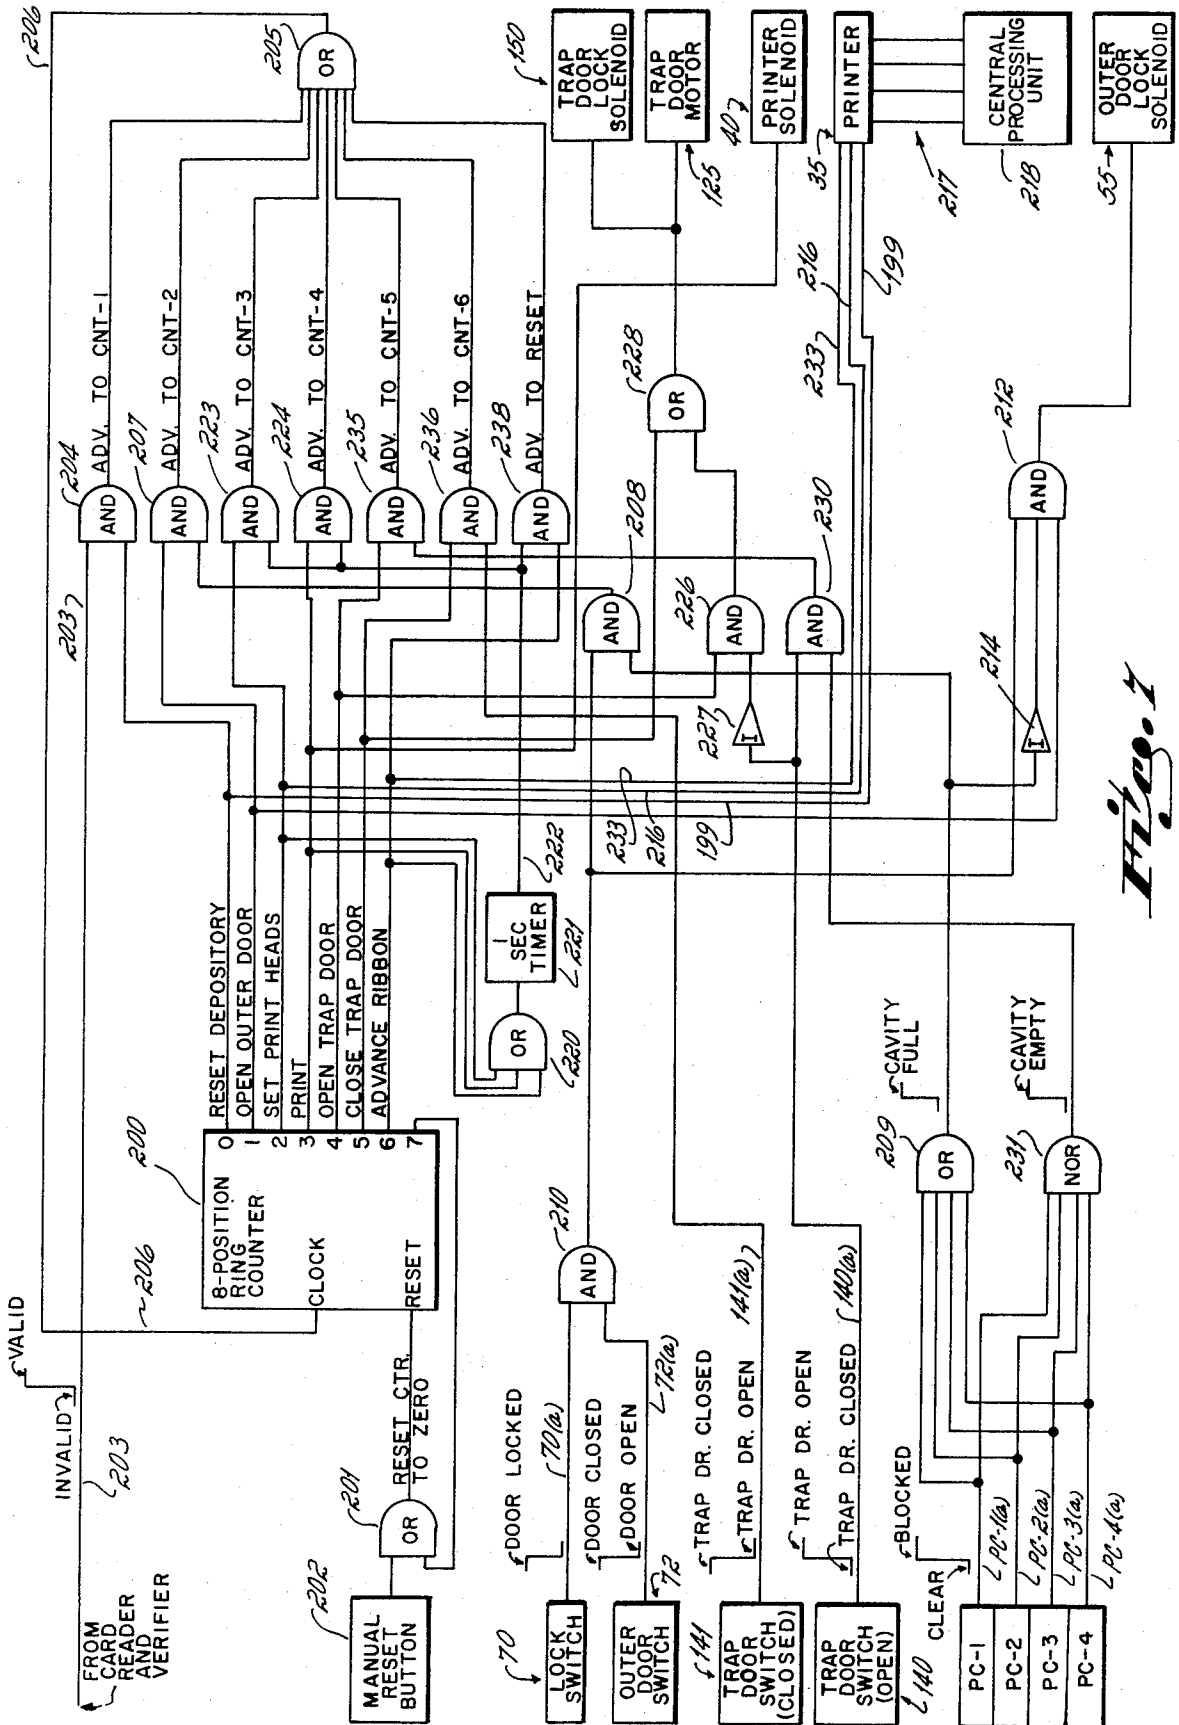 FROM
CARD
READER
AND
VERIFIER
INVALID
VALID
203
206
203
206
205
OR
MANUAL
RESET
BUTTON
202
OR
201
RESET CTR.
TO ZERO
8-POSITION
RING
COUNTER
200
CLOCK
RESET
0 RESET DEPOSITORY
1 OPEN OUTER DOOR
2 SET PRINT HEADS
3 PRINT
4 OPEN TRAP DOOR
5 CLOSE TRAP DOOR
6 ADVANCE RIBBON
7
AND
204
ADV. TO CNT-1
AND
207
ADV. TO CNT-2
AND
223
ADV. TO CNT-3
AND
224
ADV. TO CNT-4
AND
235
ADV. TO CNT-5
AND
236
ADV. TO CNT-6
AND
238
ADV. TO RESET
OR
220
1
SEC
TIMER
221
222
LOCK
SWITCH
70
DOOR LOCKED
70(a)
OUTER
DOOR
SWITCH
72
DOOR CLOSED
DOOR OPEN
72(a)
AND
210
TRAP
DOOR
SWITCH
(CLOSED)
141
TRAP DR. CLOSED
TRAP DR. OPEN
141(a)
TRAP
DOOR
SWITCH
(OPEN)
140
TRAP DR. OPEN
TRAP DR. CLOSED
140(a)
BLOCKED
CLEAR
PC-1
PC-2
PC-3
PC-4
PC-1(a)
PC-2(a)
PC-3(a)
PC-4(a)
OR
209
CAVITY
FULL
NOR
231
CAVITY
EMPTY
AND
208
AND
226
I
227
AND
230
OR
228
233
216
199
233
216
199
I
214
AND
212
TRAP
DOOR
LOCK
SOLENOID
150
TRAP
DOOR
MOTOR
125
PRINTER
SOLENOID
40
PRINTER
35
217
CENTRAL
PROCESSING
UNIT
218
OUTER
DOOR
LOCK
SOLENOID
55
Fig. 7